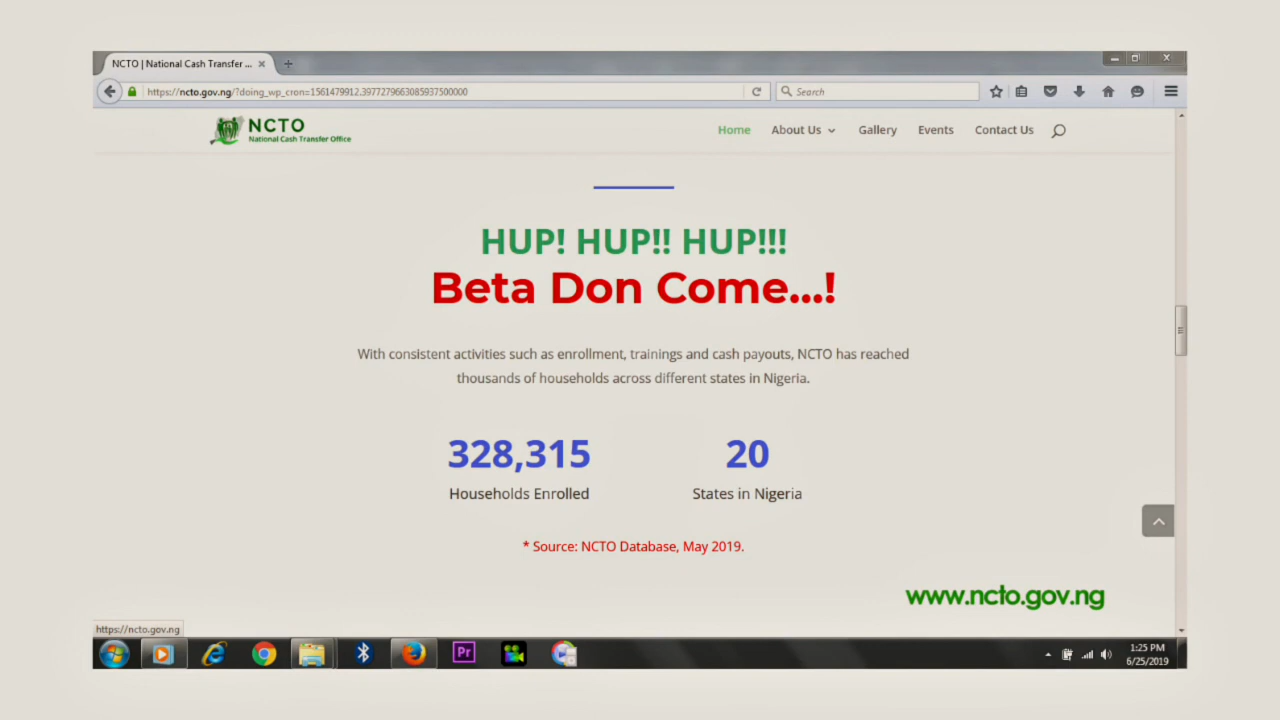 NCTO | National Cash Transfer ...
https://ncto.gov.ng/?doing_wp_cron=1561479912.3977279663085937500000
Search
NCTO
National Cash Transfer Office
Home
About Us
Gallery
Events
Contact Us
HUP! HUP!! HUP!!!
Beta Don Come...!
With consistent activities such as enrollment, trainings and cash payouts, NCTO has reached
thousands of households across different states in Nigeria.
328,315
Households Enrolled
20
States in Nigeria
* Source: NCTO Database, May 2019.
www.ncto.gov.ng
https://ncto.gov.ng
Pr
1:25 PM
6/25/2019